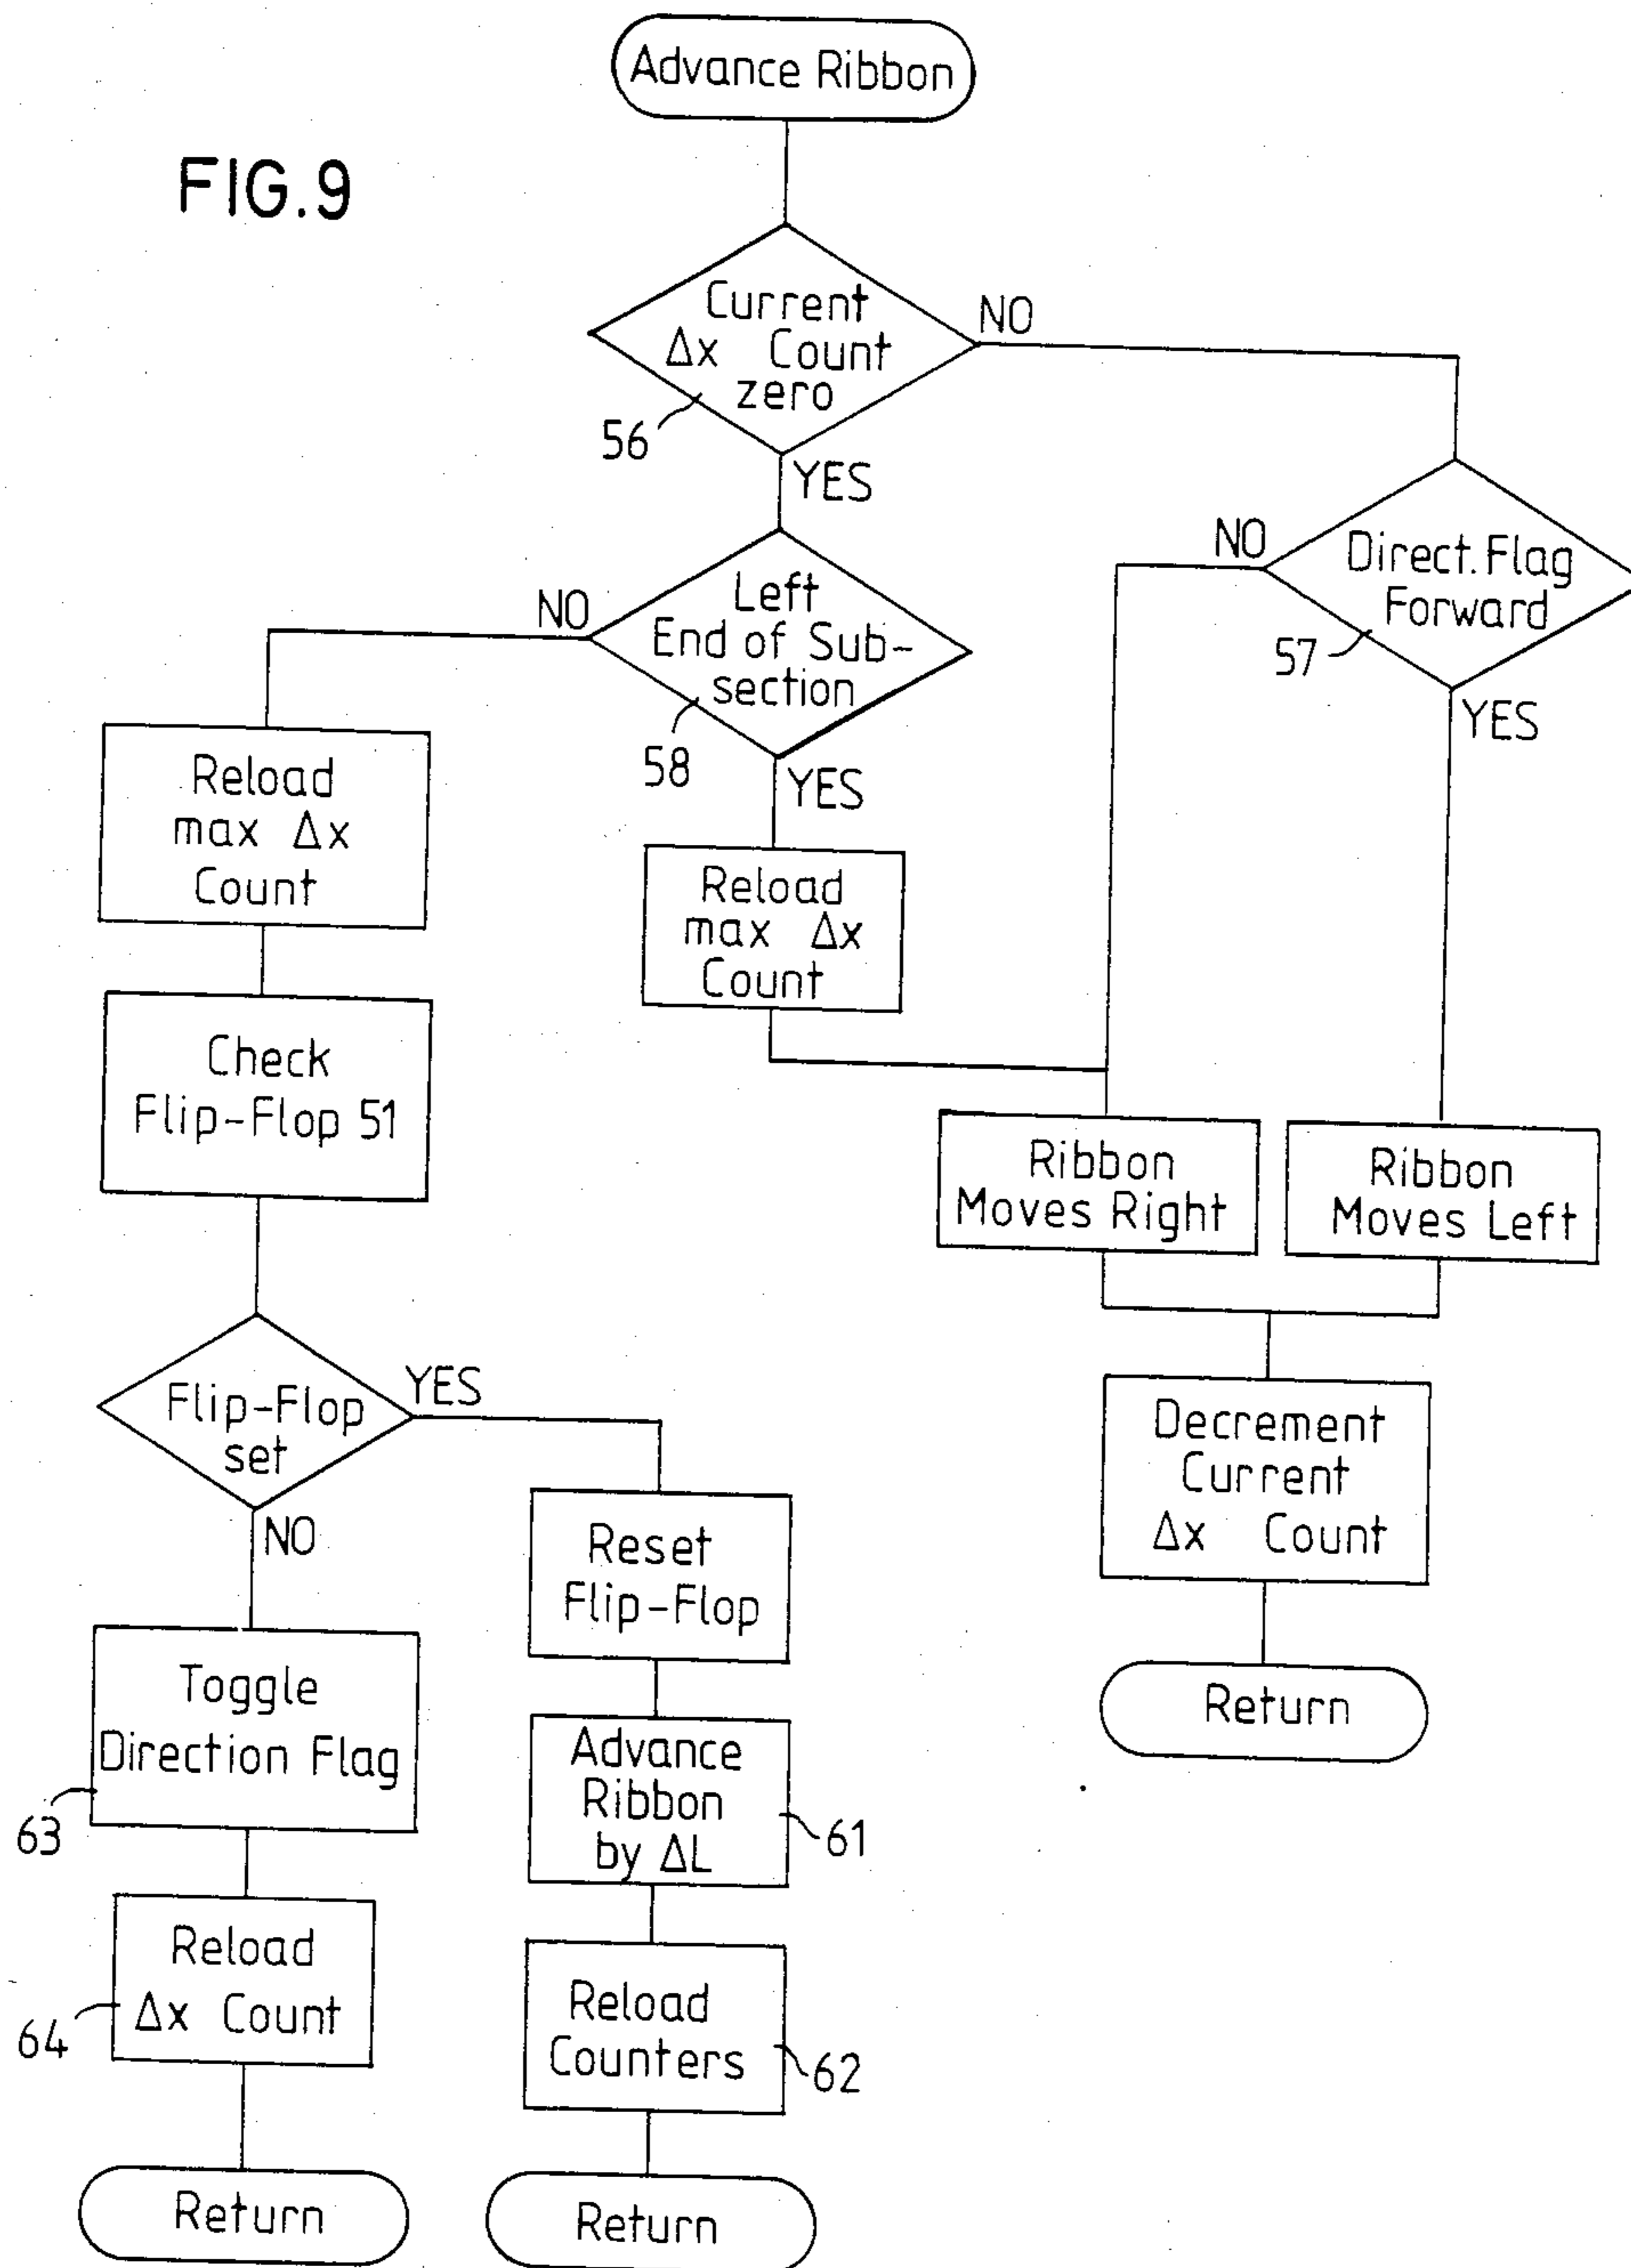 Advance Ribbon
FIG.9
Current
Δx Count
zero
NO
56
YES
Direct. Flag
Forward
NO
57
YES
Left
End of Sub-
section
NO
58
YES
Reload
max Δx
Count
Reload
max Δx
Count
Check
Flip-Flop 51
Ribbon
Moves Right
Ribbon
Moves Left
Flip-Flop
set
YES
NO
Decrement
Current
Δx Count
Return
Reset
Flip-Flop
Toggle
Direction Flag
63
Advance
Ribbon
by ΔL
61
Reload
Δx Count
64
Reload
Counters
62
Return
Return